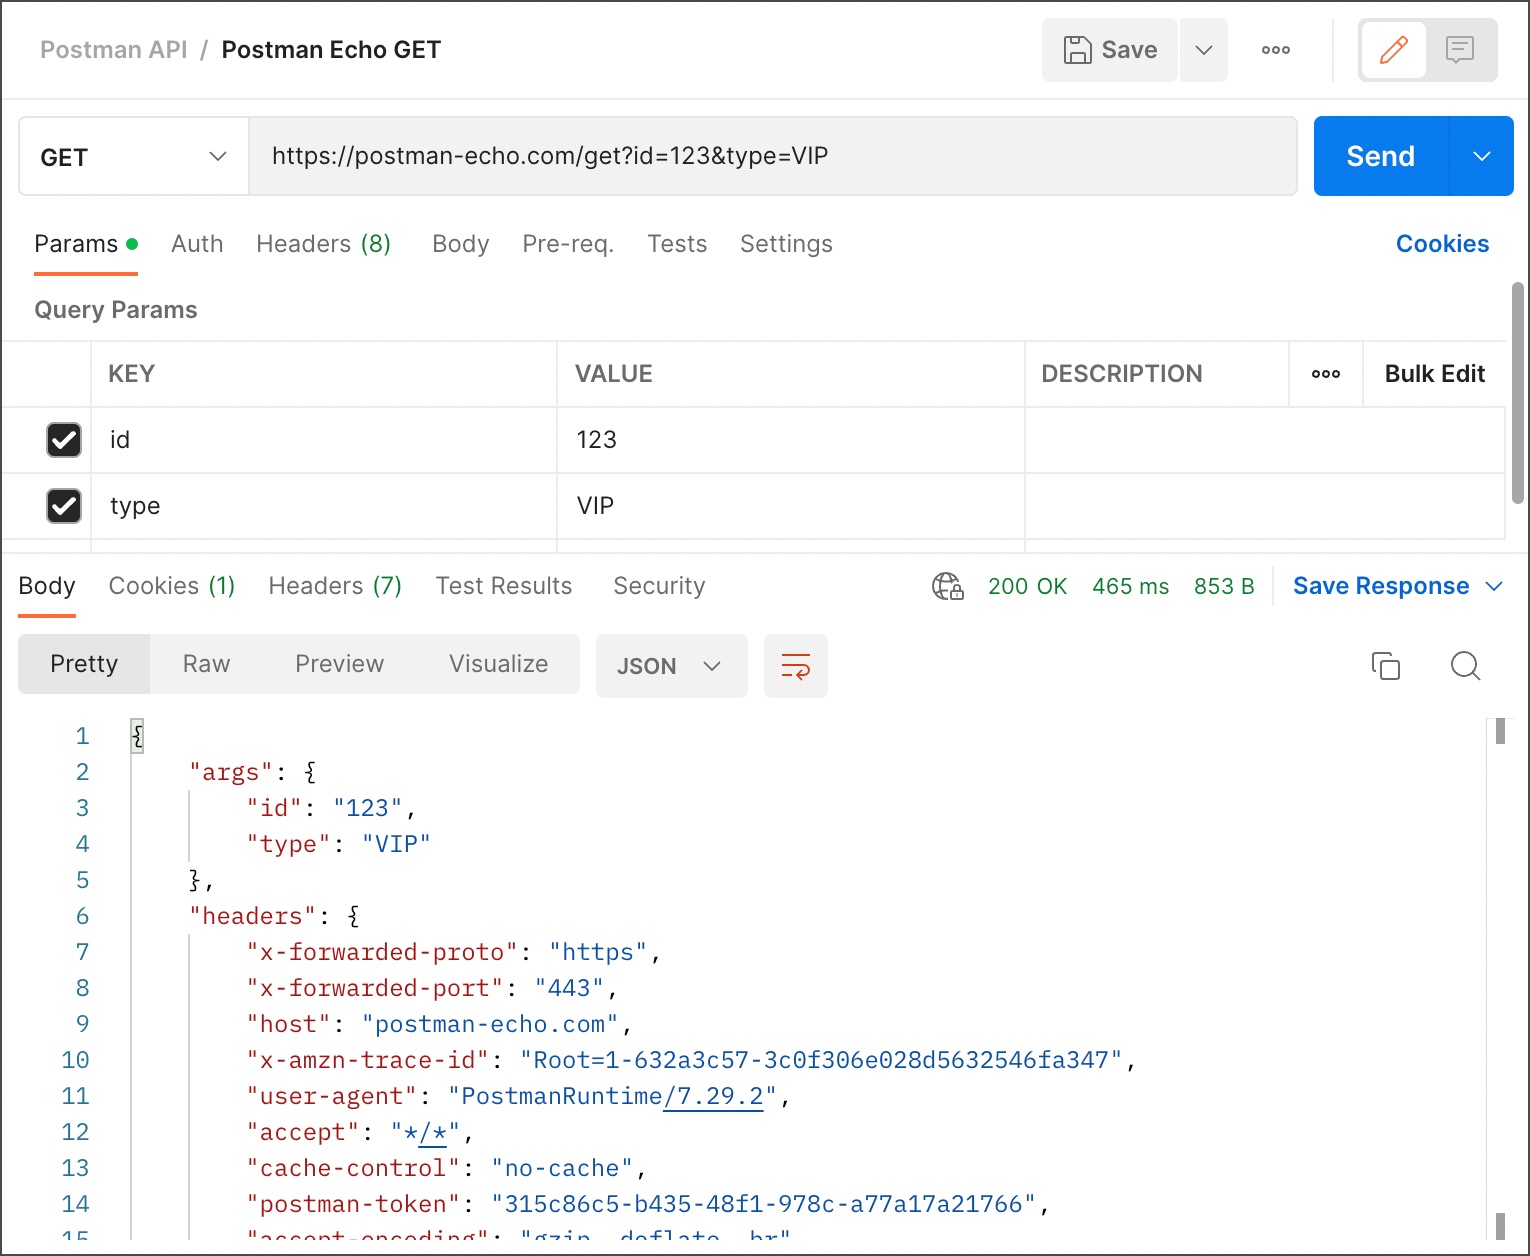 Postman API / Postman Echo GET Save
GET https://postman-echo.com/get?id=123&type=VIP Send
Params Auth Headers (8) Body Pre-req. Tests Settings Cookies
Query Params
KEY VALUE DESCRIPTION Bulk Edit
id 123
type VIP
Body Cookies (1) Headers (7) Test Results Security 200 OK 465 ms 853 B Save Response
Pretty Raw Preview Visualize JSON
1 {
2 "args": {
3 "id": "123",
4 "type": "VIP"
5 },
6 "headers": {
7 "x-forwarded-proto": "https",
8 "x-forwarded-port": "443",
9 "host": "postman-echo.com",
10 "x-amzn-trace-id": "Root=1-632a3c57-3c0f306e028d5632546fa347",
11 "user-agent": "PostmanRuntime/7.29.2",
12 "accept": "*/*",
13 "cache-control": "no-cache",
14 "postman-token": "315c86c5-b435-48f1-978c-a77a17a21766",
15 "accept-encoding": "gzip, deflate, br"